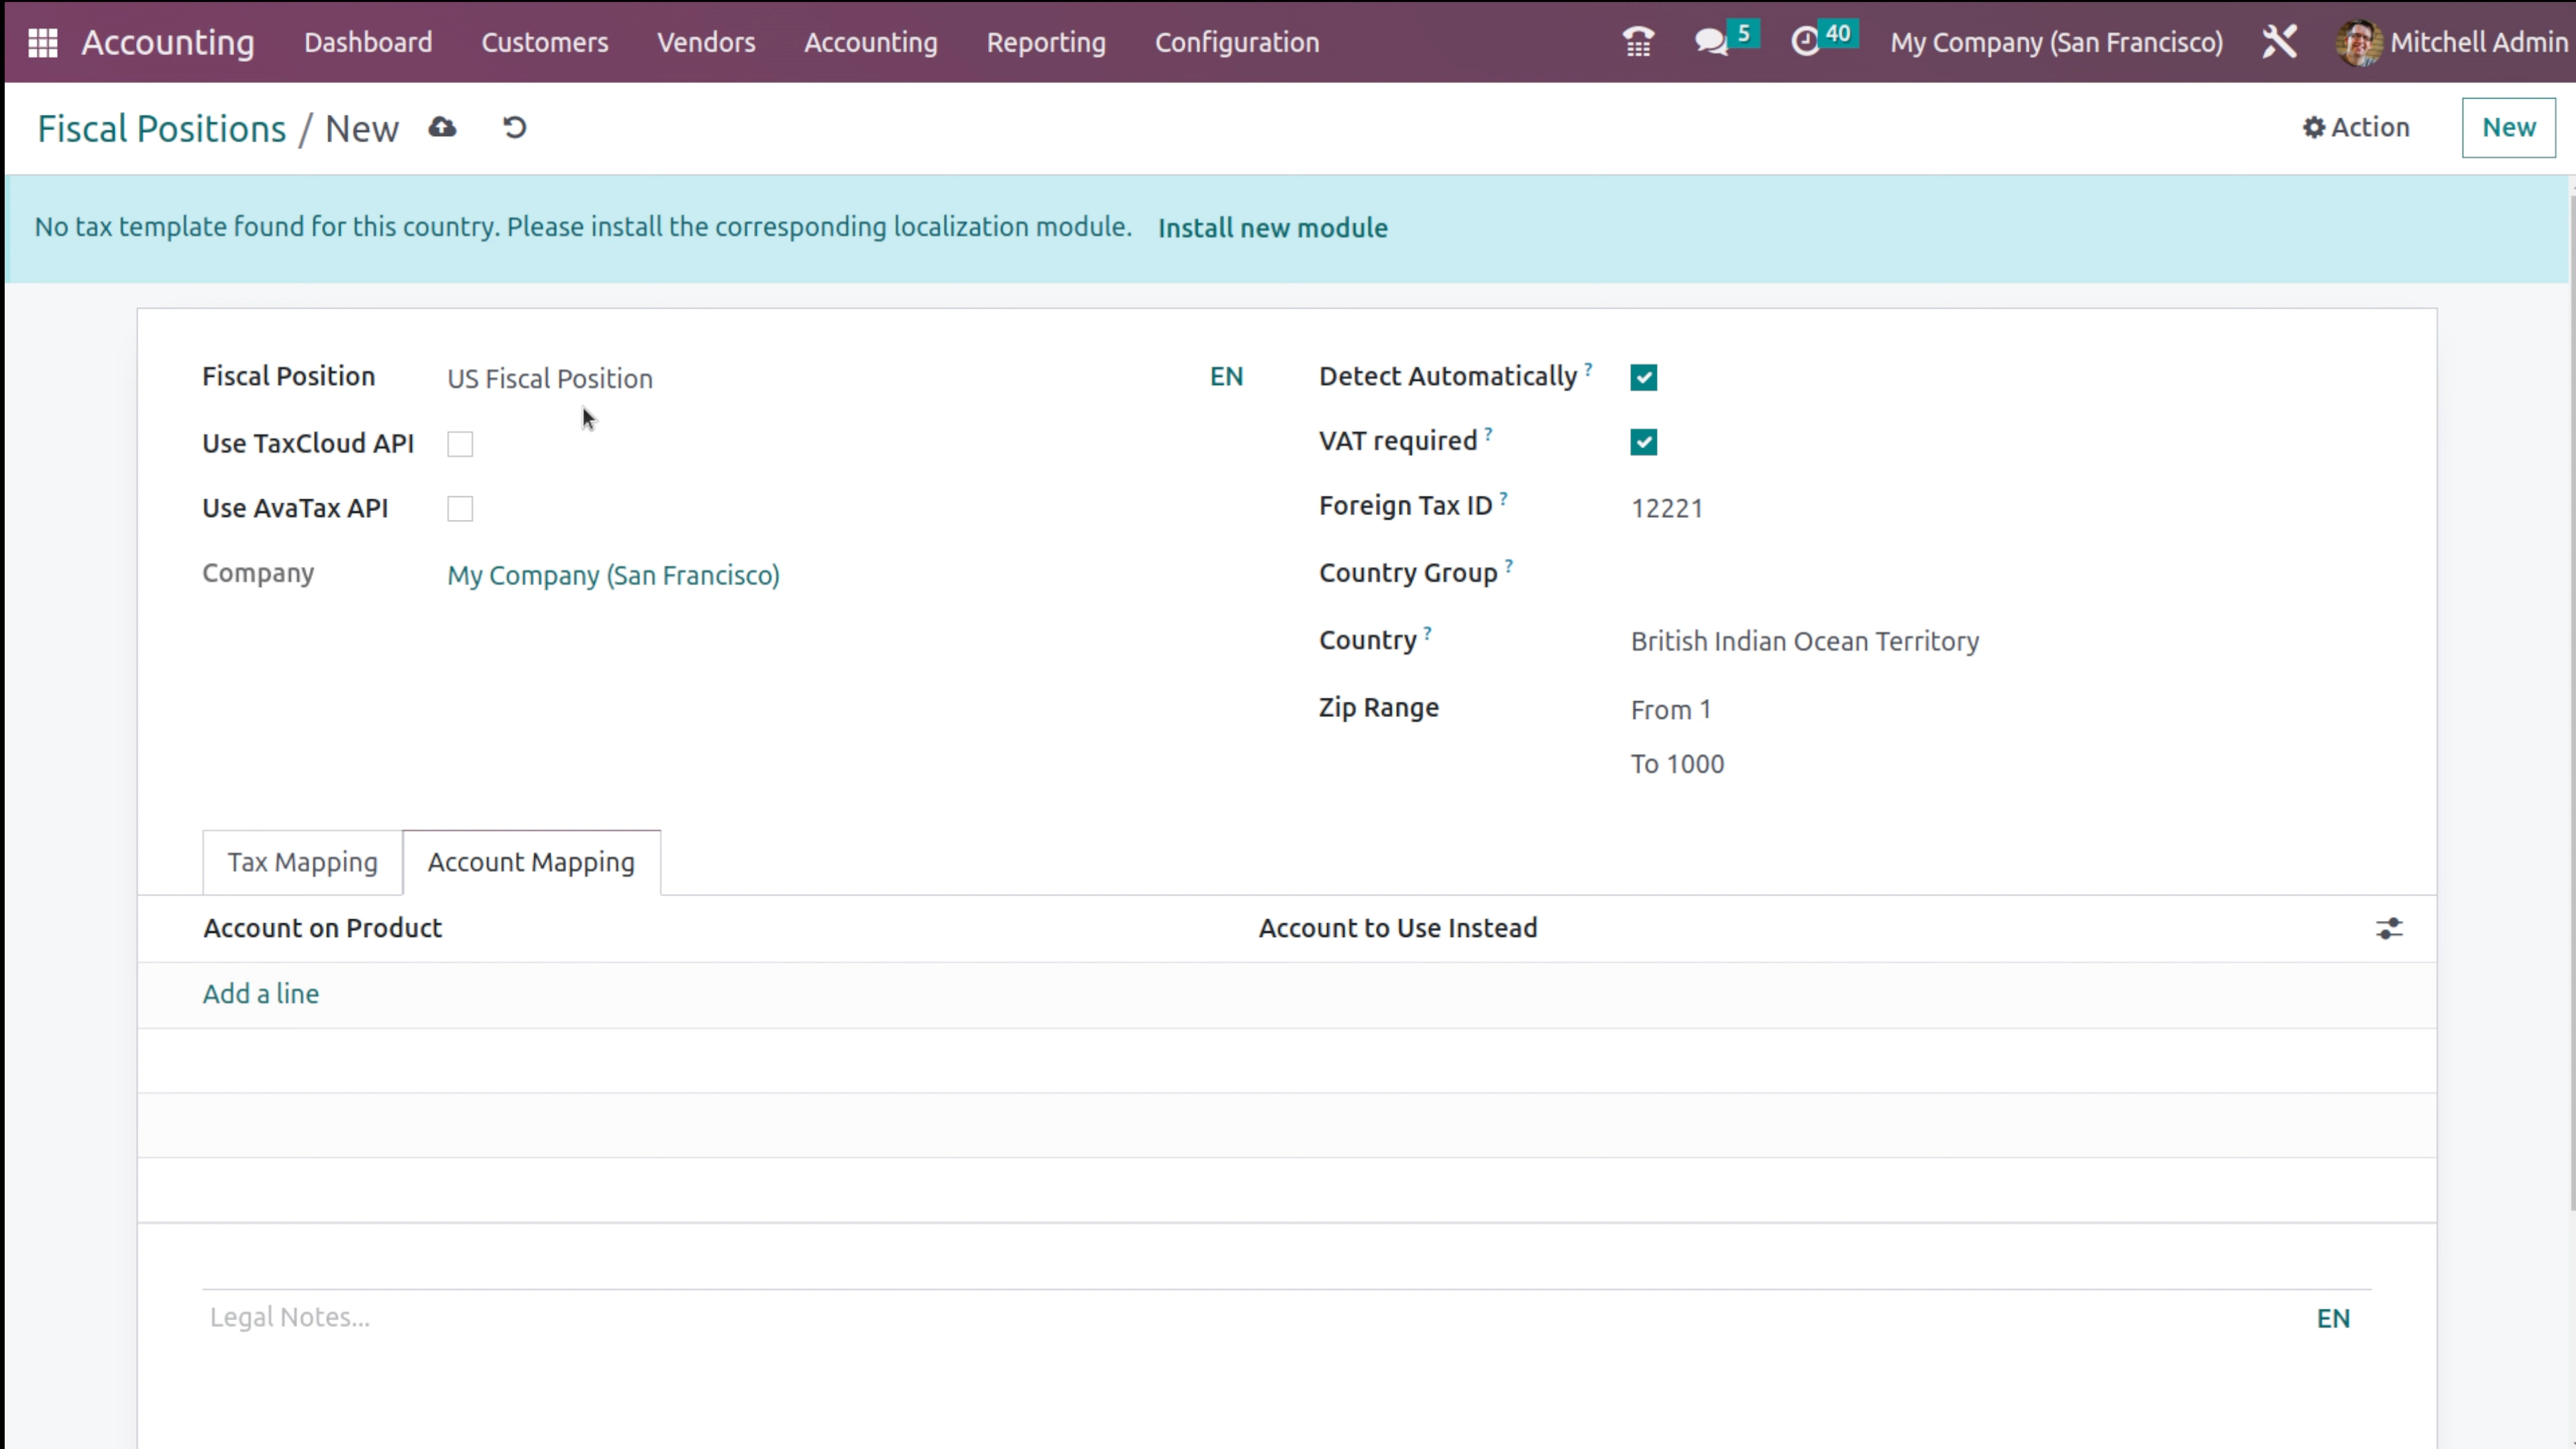 Accounting Dashboard Customers Vendors Accounting Reporting Configuration 5 40 My Company (San Francisco) Mitchell Admin
Fiscal Positions / New Action New
No tax template found for this country. Please install the corresponding localization module. Install new module
Fiscal Position US Fiscal Position EN Detect Automatically ?
Use TaxCloud API VAT required ?
Use AvaTax API Foreign Tax ID ? 12221
Company My Company (San Francisco) Country Group ?
Country ? British Indian Ocean Territory
Zip Range From 1
To 1000
Tax Mapping Account Mapping
Account on Product Account to Use Instead
Add a line
Legal Notes... EN